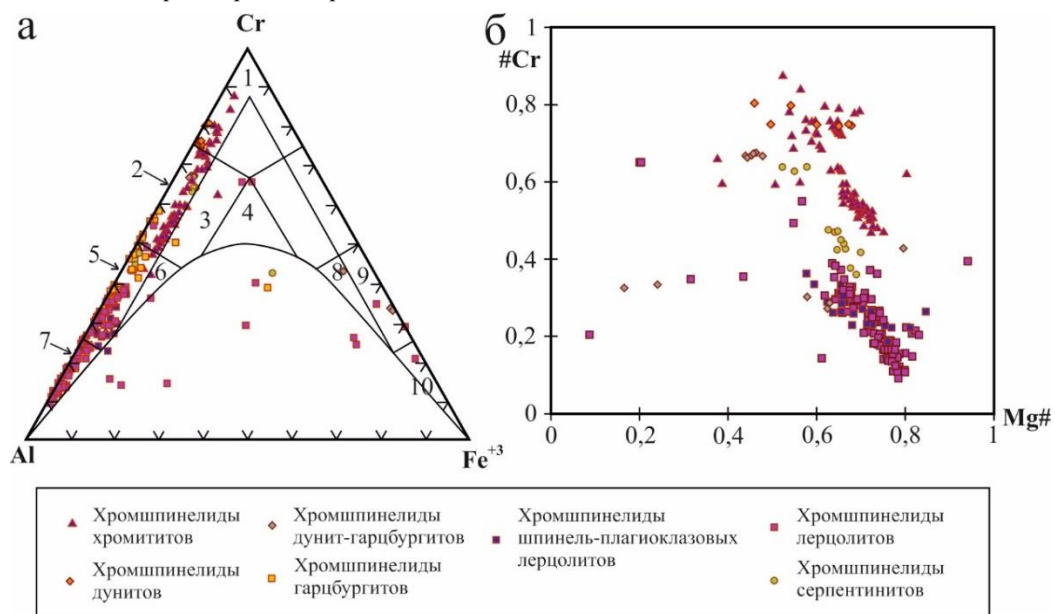 а
Cr
1
2
3
4
5
6
7
8
9
10
Al
Fe⁺³
б
#Cr
1
0,8
0,6
0,4
0,2
0
0
0,2
0,4
0,6
0,8
1
Mg#
Хромшпинелиды
хромититов
Хромшпинелиды
дунитов
Хромшпинелиды
дунит-гарцбургитов
Хромшпинелиды
гарцбургитов
Хромшпинелиды
шпинель-плагиоклазовых
лерцолитов
Хромшпинелиды
лерцолитов
Хромшпинелиды
серпентинитов